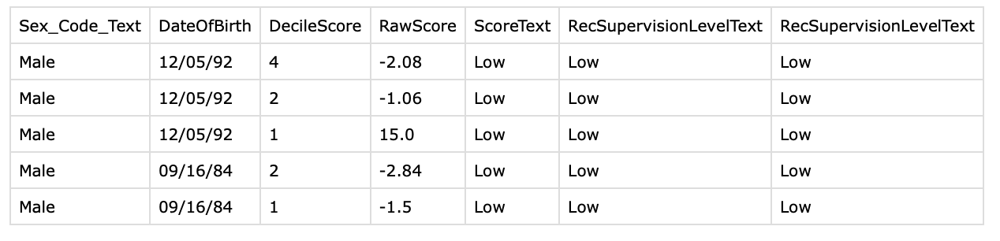 Sex_Code_Text DateOfBirth DecileScore RawScore ScoreText RecSupervisionLevelText RecSupervisionLevelText
Male 12/05/92 4 -2.08 Low Low Low
Male 12/05/92 2 -1.06 Low Low Low
Male 12/05/92 1 15.0 Low Low Low
Male 09/16/84 2 -2.84 Low Low Low
Male 09/16/84 1 -1.5 Low Low Low